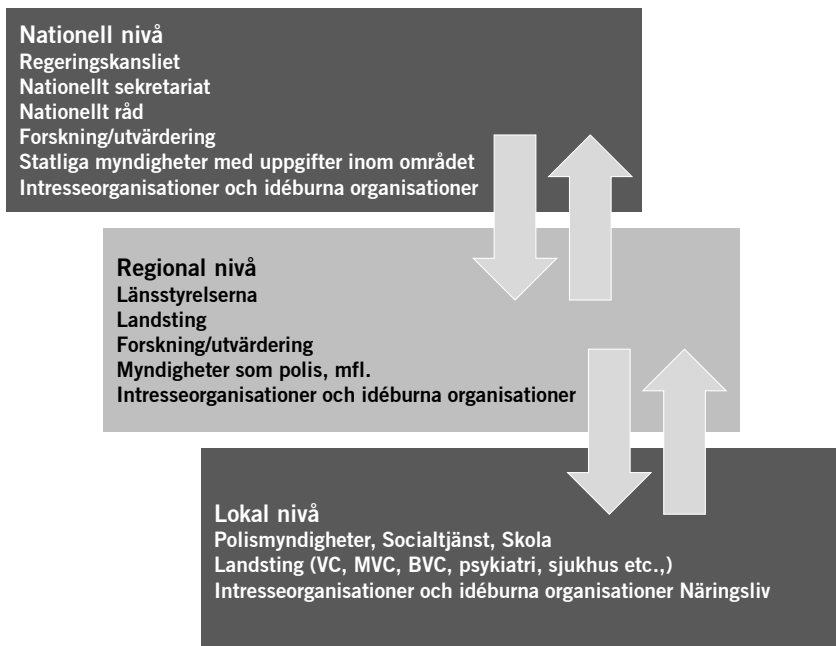 Nationell nivå
Regeringskansliet
Nationellt sekretariat
Nationellt råd
Forskning/utvärdering
Statliga myndigheter med uppgifter inom området
Intresseorganisationer och idéburna organisationer
Regional nivå
Länsstyrelserna
Landsting
Forskning/utvärdering
Myndigheter som polis, mfl.
Intresseorganisationer och idéburna organisationer
Lokal nivå
Polismyndigheter, Socialtjänst, Skola
Landsting (VC, MVC, BVC, psykiatri, sjukhus etc.,)
Intresseorganisationer och idéburna organisationer Näringsliv